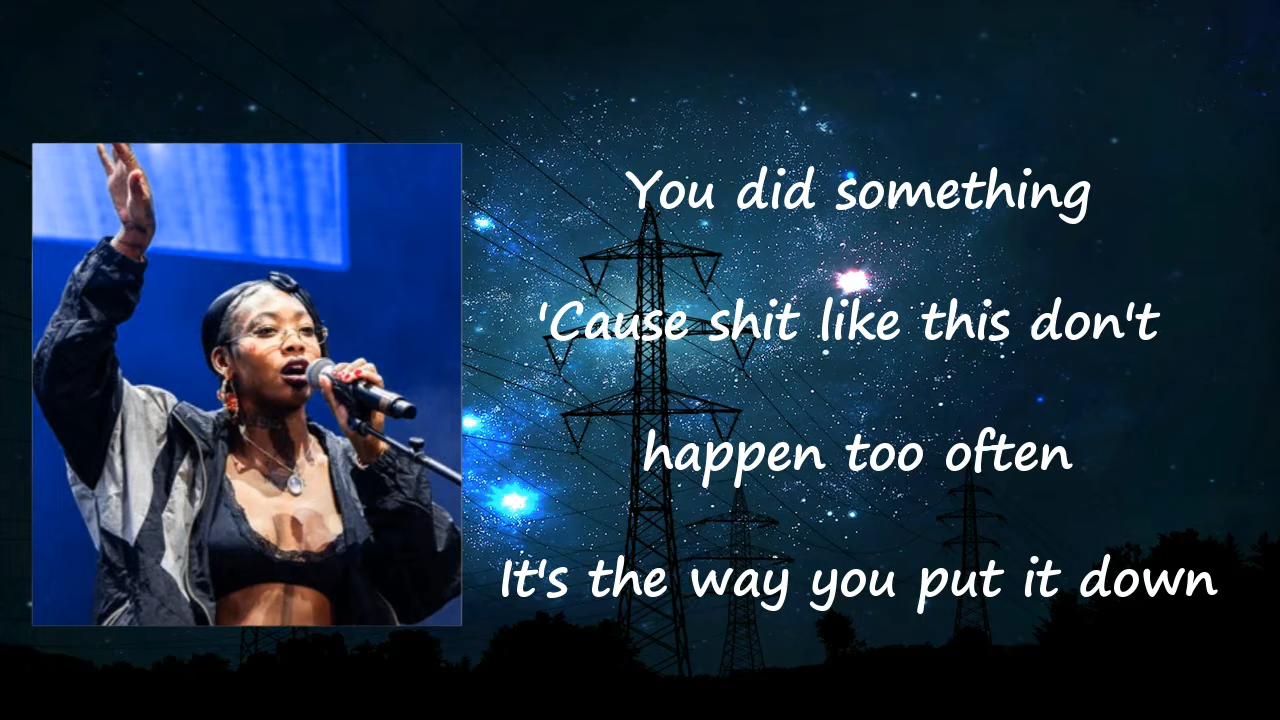 You did something
'Cause shit like this don't
happen too often
It's the way you put it down